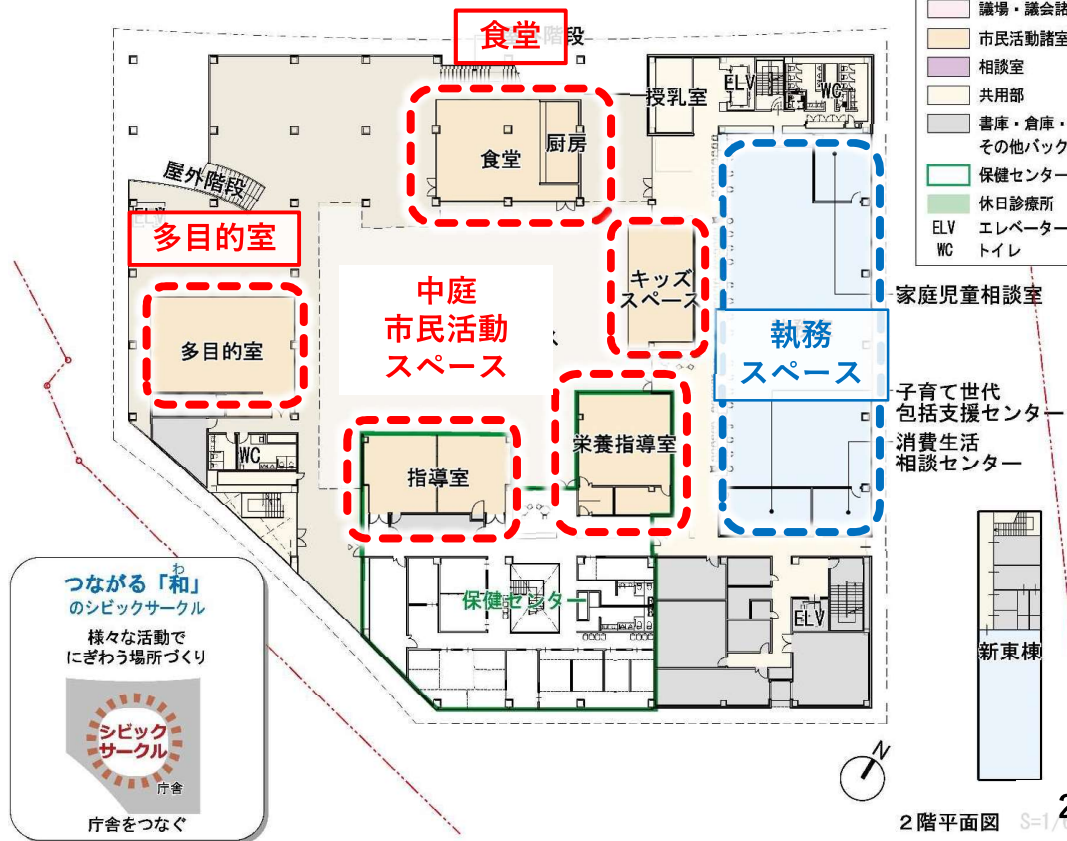 食堂
階段
議場・議会諸
市民活動諸室
相談室
共用部
書庫・倉庫・
その他バック
保健センター
休日診療所
ELV エレベーター
WC トイレ
授乳室
ELV
WC
食堂
厨房
屋外階段
ELV
多目的室
多目的室
中庭
市民活動
スペース
ス
キッズ
スペース
執務
スペース
家庭児童相談室
子育て世代
包括支援センター
消費生活
相談センター
栄養指導室
指導室
WC
保健センター
ELV
新東棟
わ
つながる「和」
のシビックサークル
様々な活動で
にぎわう場所づくり
シビック
サークル
庁舎
庁舎をつなぐ
N
2階平面図 S=1/
2